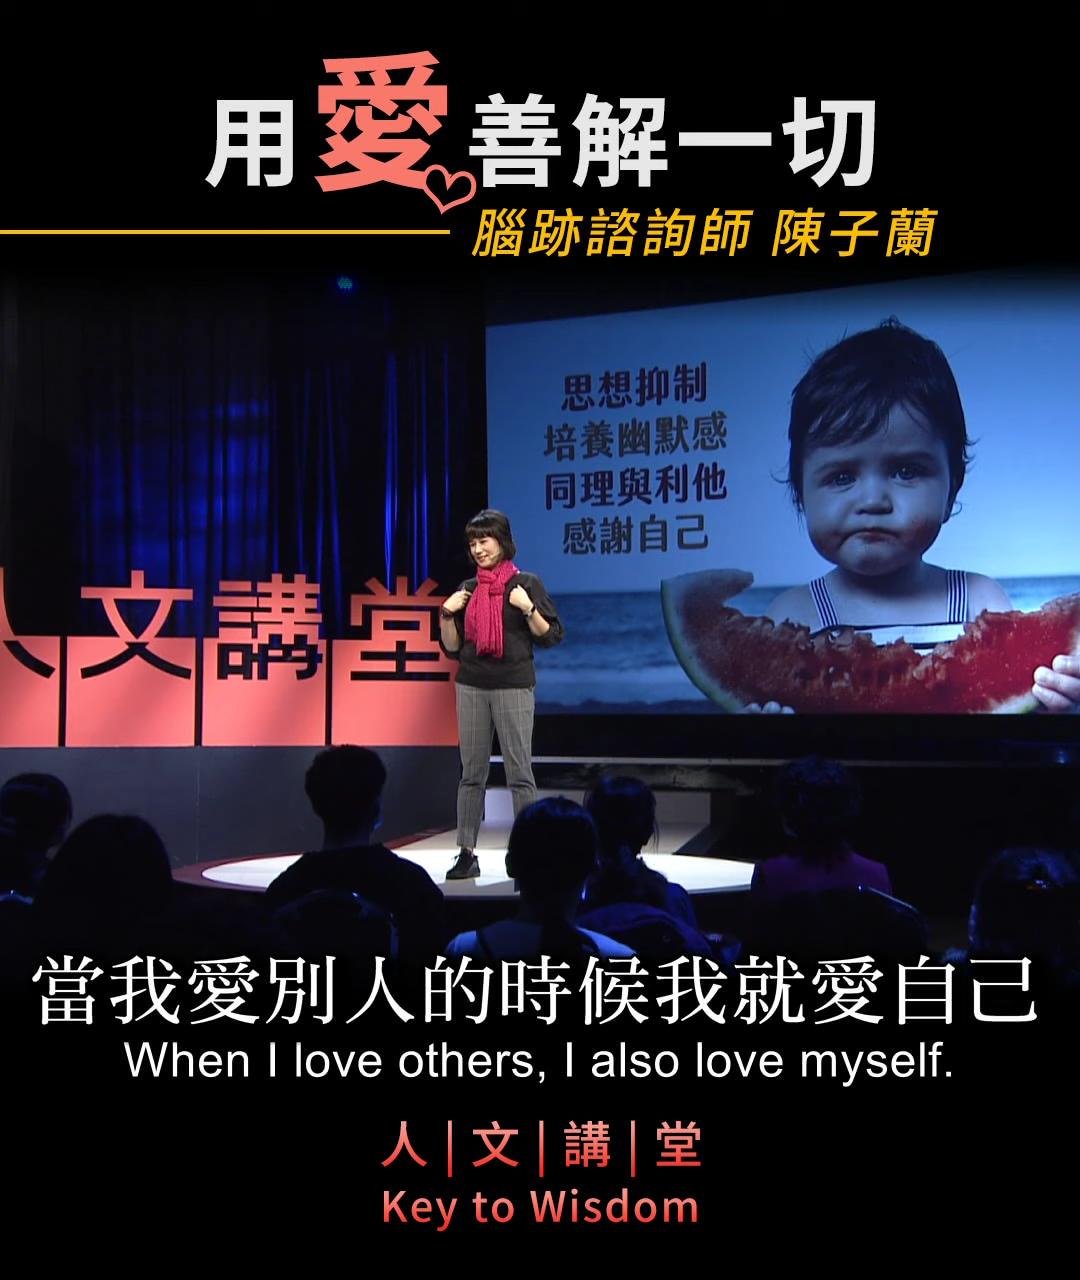 用愛善解一切
腦跡諮詢師 陳子蘭
思想抑制
培養幽默感
同理與利他
感謝自己
人文講堂
當我愛別人的時候我就愛自己
When I love others, I also love myself.
人|文|講|堂
Key to Wisdom